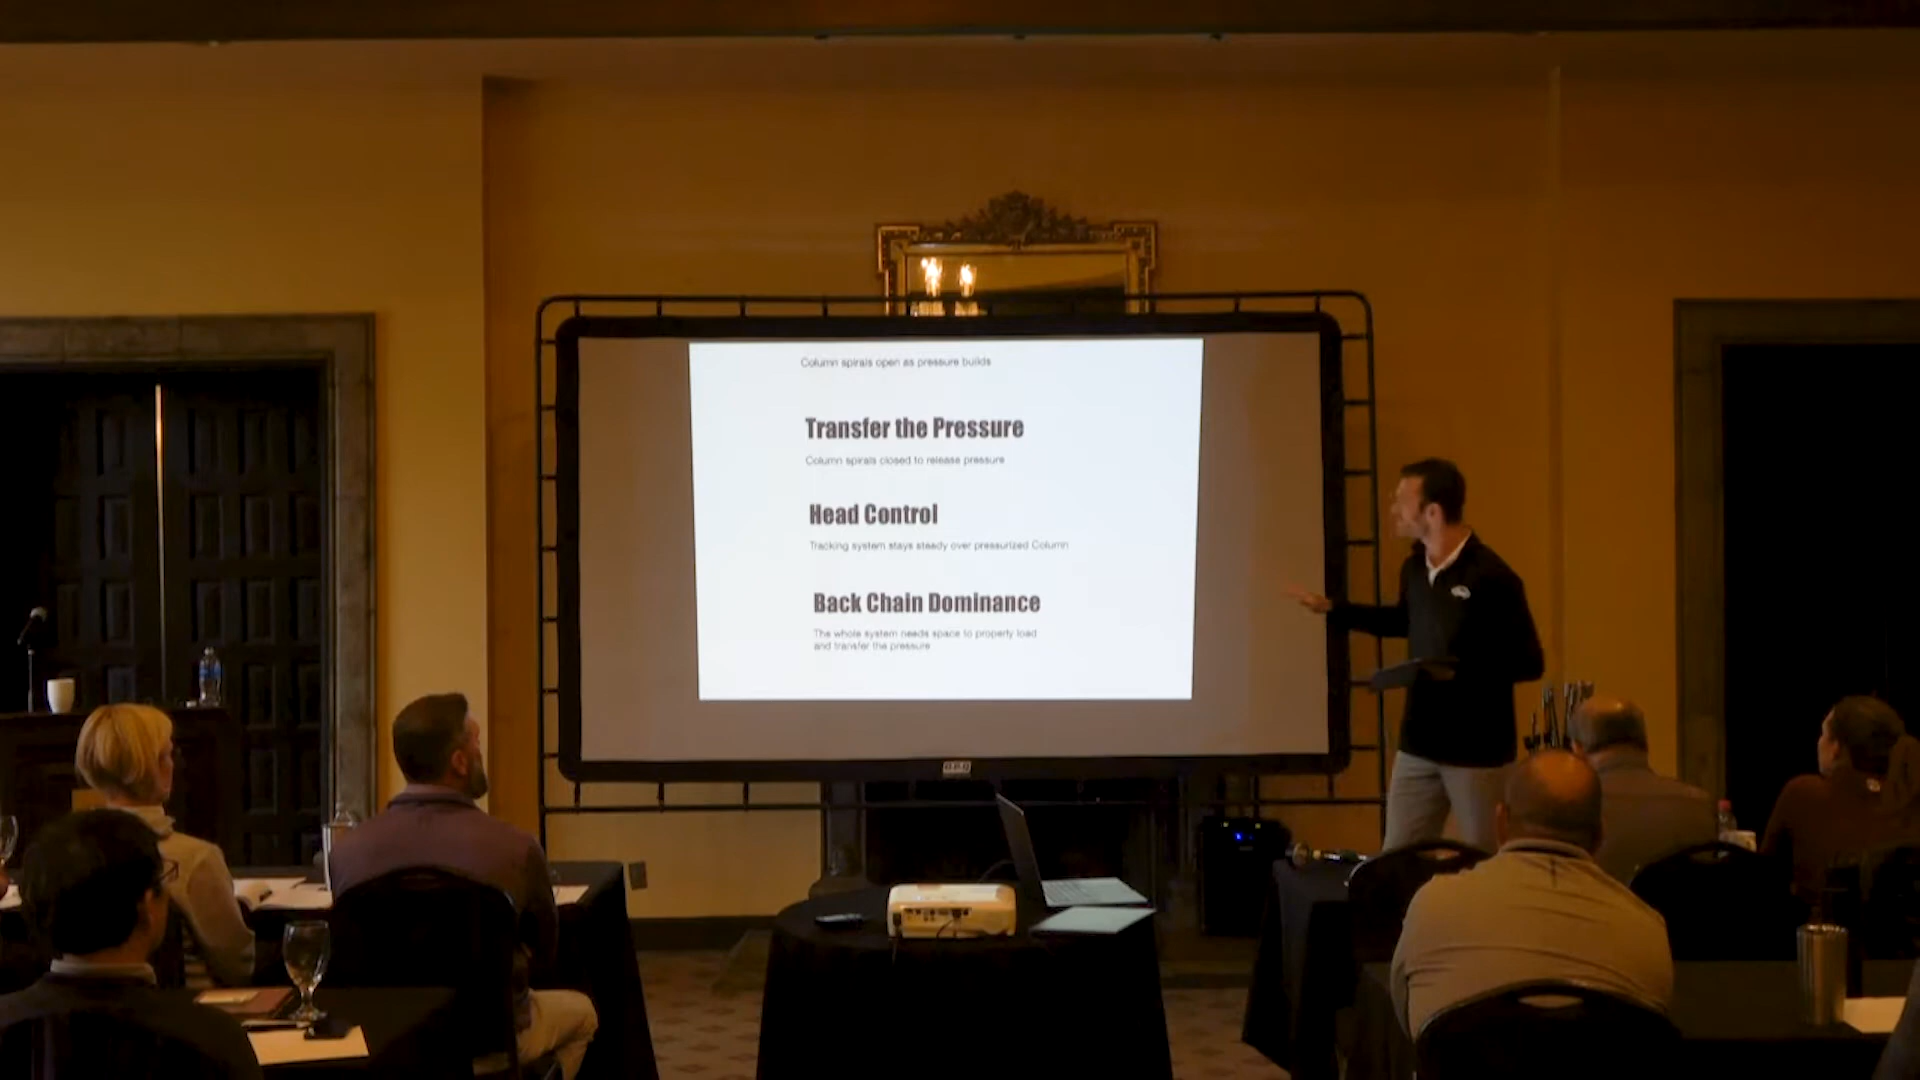 Column spirals open as pressure builds
Transfer the Pressure
Column spirals closed to release pressure
Head Control
Tracking system stays steady over pressurized Column
Back Chain Dominance
The whole system needs space to properly load
and transfer the pressure